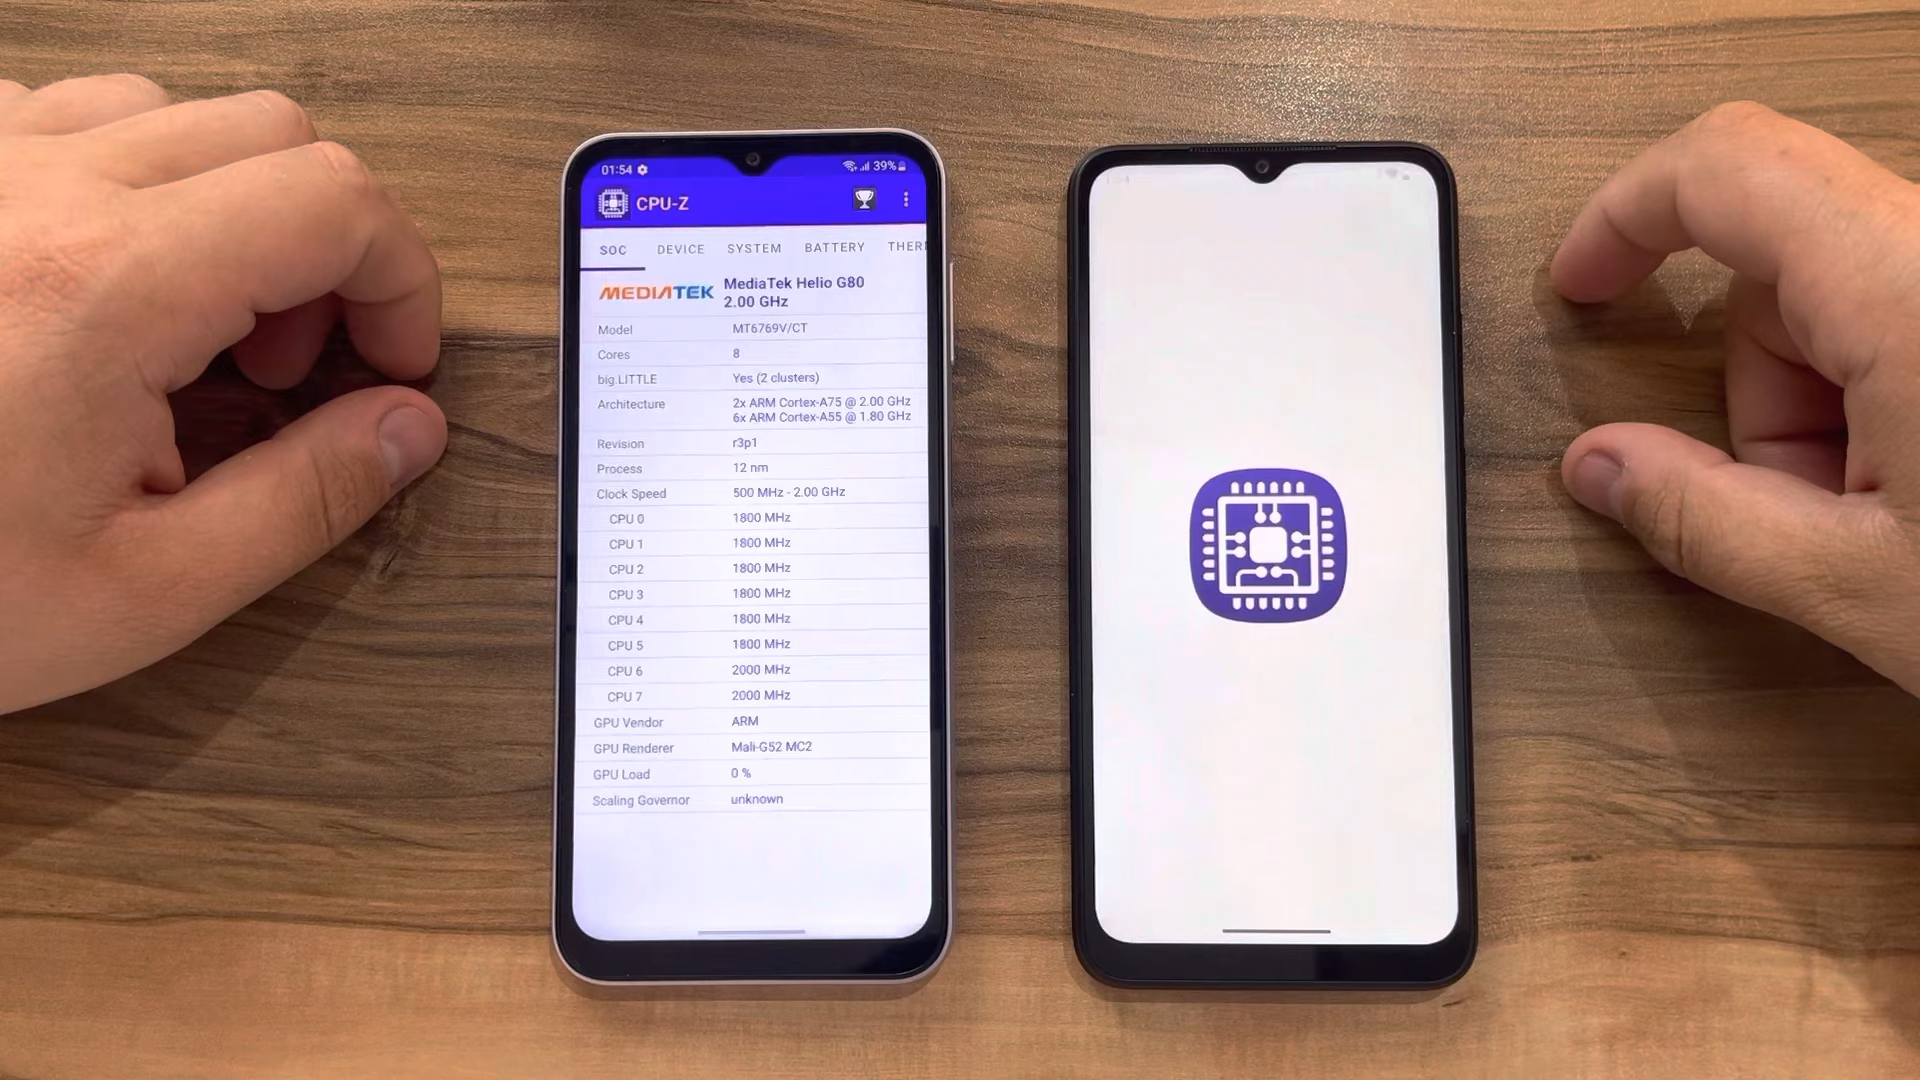 01:54
39%
CPU-Z
SOC DEVICE SYSTEM BATTERY THER
MEDIATEK
MediaTek Helio G80
2.00 GHz
Model MT6769V/CT
Cores 8
big.LITTLE Yes (2 clusters)
Architecture 2x ARM Cortex-A75 @ 2.00 GHz
6x ARM Cortex-A55 @ 1.80 GHz
Revision r3p1
Process 12 nm
Clock Speed 500 MHz - 2.00 GHz
CPU 0 1800 MHz
CPU 1 1800 MHz
CPU 2 1800 MHz
CPU 3 1800 MHz
CPU 4 1800 MHz
CPU 5 1800 MHz
CPU 6 2000 MHz
CPU 7 2000 MHz
GPU Vendor ARM
GPU Renderer Mali-G52 MC2
GPU Load 0 %
Scaling Governor unknown